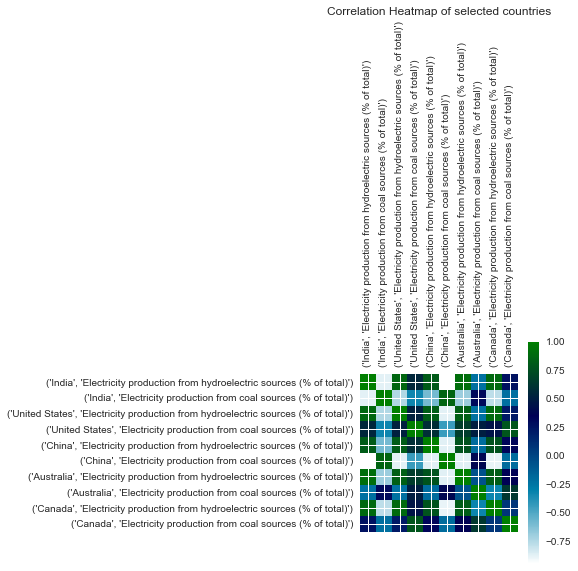 Correlation Heatmap of selected countries
('India', 'Electricity production from hydroelectric sources (% of total)')
('India', 'Electricity production from coal sources (% of total)')
('United States', 'Electricity production from hydroelectric sources (% of total)')
('United States', 'Electricity production from coal sources (% of total)')
('China', 'Electricity production from hydroelectric sources (% of total)')
('China', 'Electricity production from coal sources (% of total)')
('Australia', 'Electricity production from hydroelectric sources (% of total)')
('Australia', 'Electricity production from coal sources (% of total)')
('Canada', 'Electricity production from hydroelectric sources (% of total)')
('Canada', 'Electricity production from coal sources (% of total)')
('India', 'Electricity production from hydroelectric sources (% of total)')
('India', 'Electricity production from coal sources (% of total)')
('United States', 'Electricity production from hydroelectric sources (% of total)')
('United States', 'Electricity production from coal sources (% of total)')
('China', 'Electricity production from hydroelectric sources (% of total)')
('China', 'Electricity production from coal sources (% of total)')
('Australia', 'Electricity production from hydroelectric sources (% of total)')
('Australia', 'Electricity production from coal sources (% of total)')
('Canada', 'Electricity production from hydroelectric sources (% of total)')
('Canada', 'Electricity production from coal sources (% of total)')
1.00
0.75
0.50
0.25
0.00
−0.25
−0.50
−0.75